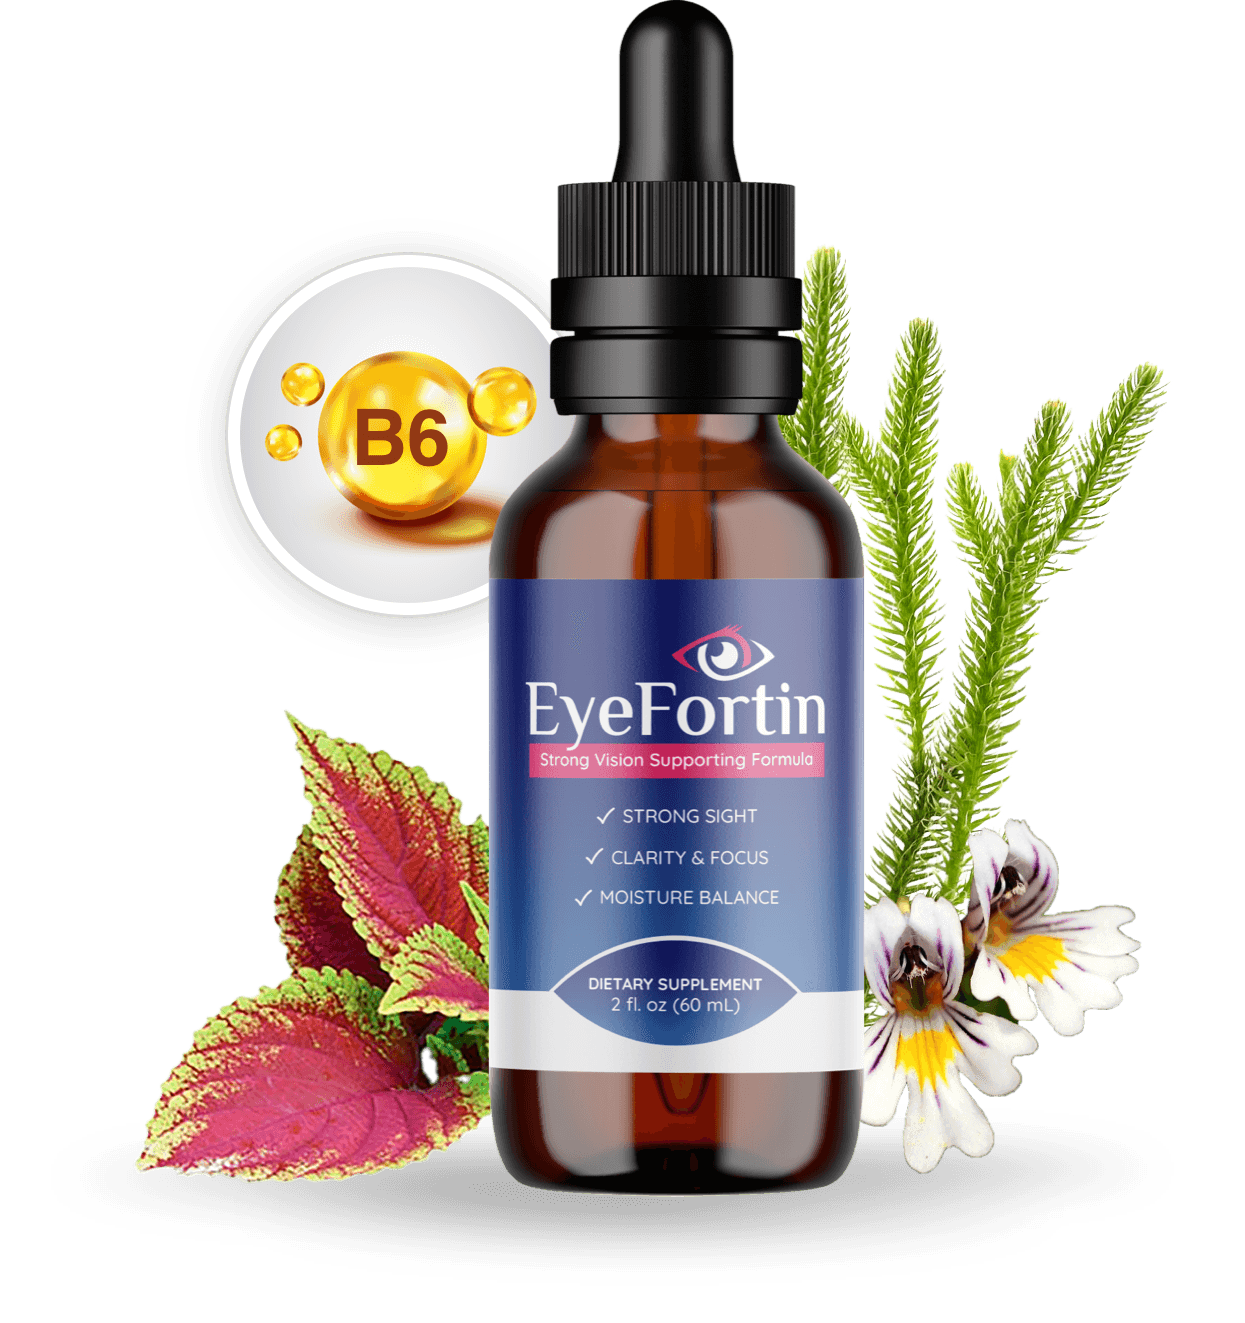 B6
EyeFortin
Strong Vision Supporting Formula
✓ STRONG SIGHT
✓ CLARITY & FOCUS
✓ MOISTURE BALANCE
DIETARY SUPPLEMENT
2 fl. oz (60 mL)